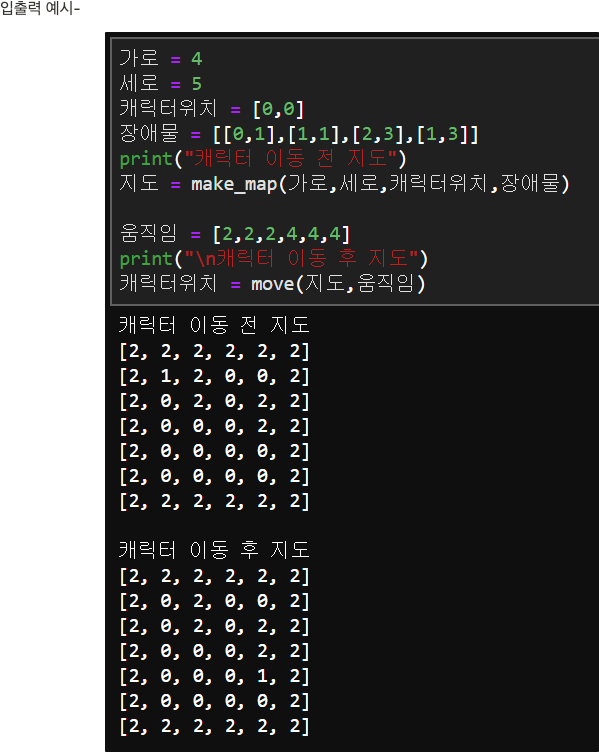 입출력 예시-
가로 = 4
세로 = 5
캐릭터위치 = [0,0]
장애물 = [[0,1],[1,1],[2,3],[1,3]]
print("캐릭터 이동 전 지도")
지도 = make_map(가로,세로,캐릭터위치,장애물)
움직임 = [2,2,2,4,4,4]
print("\n캐릭터 이동 후 지도")
캐릭터위치 = move(지도,움직임)
캐릭터 이동 전 지도
[2, 2, 2, 2, 2, 2]
[2, 1, 2, 0, 0, 2]
[2, 0, 2, 0, 2, 2]
[2, 0, 0, 0, 2, 2]
[2, 0, 0, 0, 0, 2]
[2, 0, 0, 0, 0, 2]
[2, 2, 2, 2, 2, 2]
캐릭터 이동 후 지도
[2, 2, 2, 2, 2, 2]
[2, 0, 2, 0, 0, 2]
[2, 0, 2, 0, 2, 2]
[2, 0, 0, 0, 2, 2]
[2, 0, 0, 0, 1, 2]
[2, 0, 0, 0, 0, 2]
[2, 2, 2, 2, 2, 2]